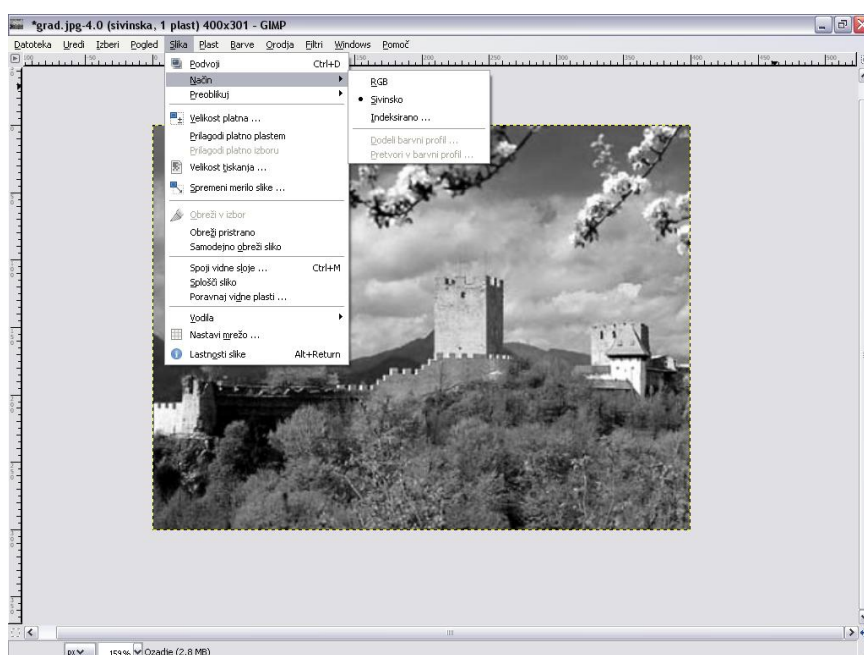 *grad.jpg-4.0 (sivinska, 1 plast) 400x301 - GIMP
Datoteka Uredi Izberi Pogled Slika Plast Barve Orodja Filtri Windows Pomoč
Podvoji Ctrl+D
Način
Preoblikuj
Velikost platna ...
Prilagodi platno plastem
Prilagodi platno izboru
Velikost tiskanja ...
Spremeni merilo slike ...
Obreži v izbor
Obreži pristrano
Samodejno obreži sliko
Spoji vidne sloje ... Ctrl+M
Splošči sliko
Poravnaj vidne plasti ...
Vodila
Nastavi mrežo ...
Lastnosti slike Alt+Return
RGB
Sivinsko
Indeksirano ...
Dodeli barvni profil ...
Pretvori v barvni profil ...
px 159% Ozadje (2,8 MB)